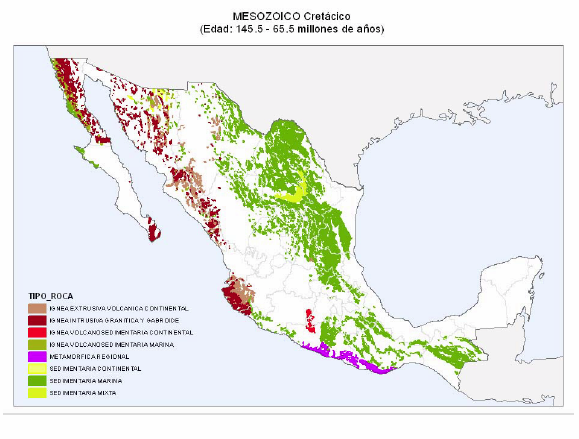 MESOZOICO Cretácico
(Edad: 145.5 - 65.5 millones de años)
TIPO_ROCA
IGNEA EXTRUSIVA VOLCANICA CONTINENTAL
IGNEA INTRUSIVA GRANITICA Y GABROIDE
IGNEA VOLCANOSEDIMENTARIA CONTINENTAL
IGNEA VOLCANOSEDIMENTARIA MARINA
METAMORFICA REGIONAL
SEDIMENTARIA CONTINENTAL
SEDIMENTARIA MARINA
SEDIMENTARIA MIXTA